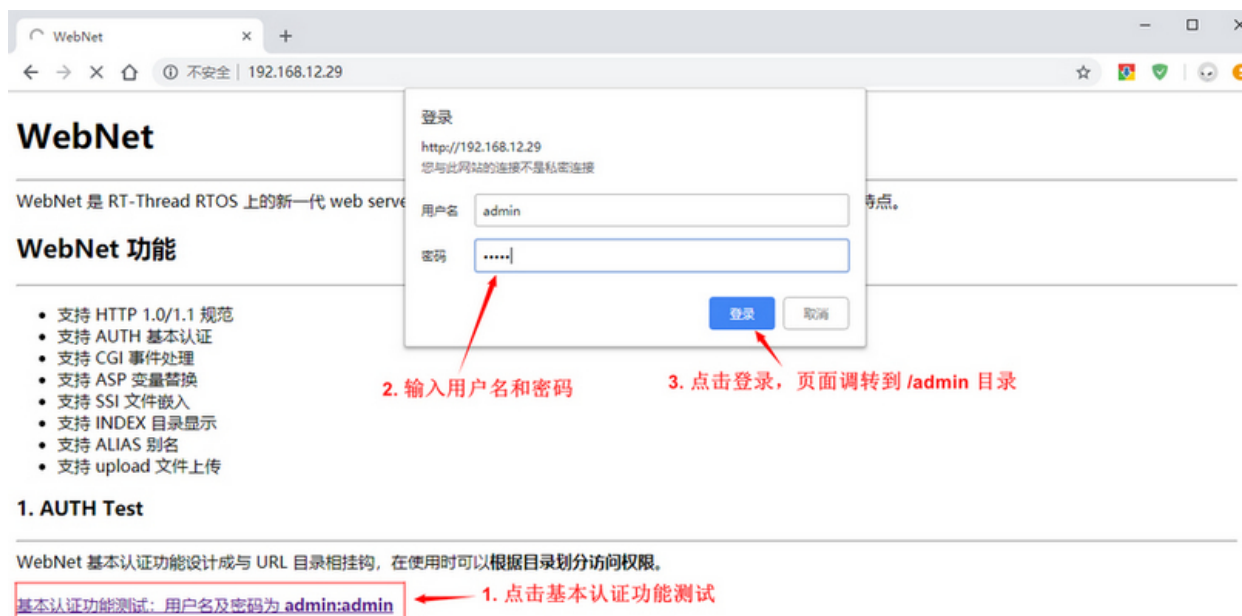 WebNet
不安全 | 192.168.12.29
WebNet
登录
http://192.168.12.29
您与此网站的连接不是私密连接
WebNet 是 RT-Thread RTOS 上的新一代 web serve
特点。
用户名 admin
WebNet 功能
密码 •••••
登录 取消
支持 HTTP 1.0/1.1 规范
支持 AUTH 基本认证
支持 CGI 事件处理
支持 ASP 变量替换
支持 SSI 文件嵌入
支持 INDEX 目录显示
支持 ALIAS 别名
支持 upload 文件上传
2. 输入用户名和密码
3. 点击登录，页面调转到 /admin 目录
1. AUTH Test
WebNet 基本认证功能设计成与 URL 目录相挂钩，在使用时可以根据目录划分访问权限。
基本认证功能测试：用户名及密码为 admin:admin
1. 点击基本认证功能测试